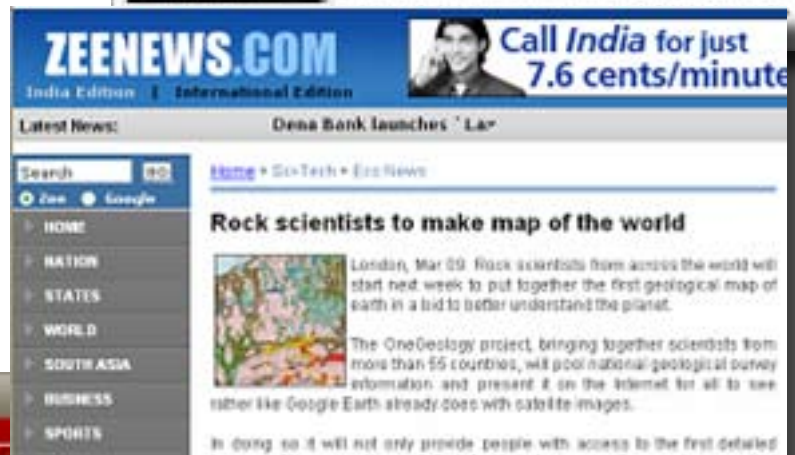 ZEENEWS.COM
India Edition | International Edition
Call India for just
7.6 cents/minute
Latest News:
Dena Bank launches `La
Search GO
Zee Google
HOME
NATION
STATES
WORLD
SOUTH ASIA
BUSINESS
SPORTS
Home » Sci-Tech » Eco News
Rock scientists to make map of the world
London, Mar 09: Rock scientists from across the world will
start next week to put together the first geological map of
earth in a bid to better understand the planet.
The OneGeology project, bringing together scientists from
more than 55 countries, will pool national geological survey
information and present it on the Internet for all to see
rather like Google Earth already does with satellite images.
In doing so it will not only provide people with access to the first detailed